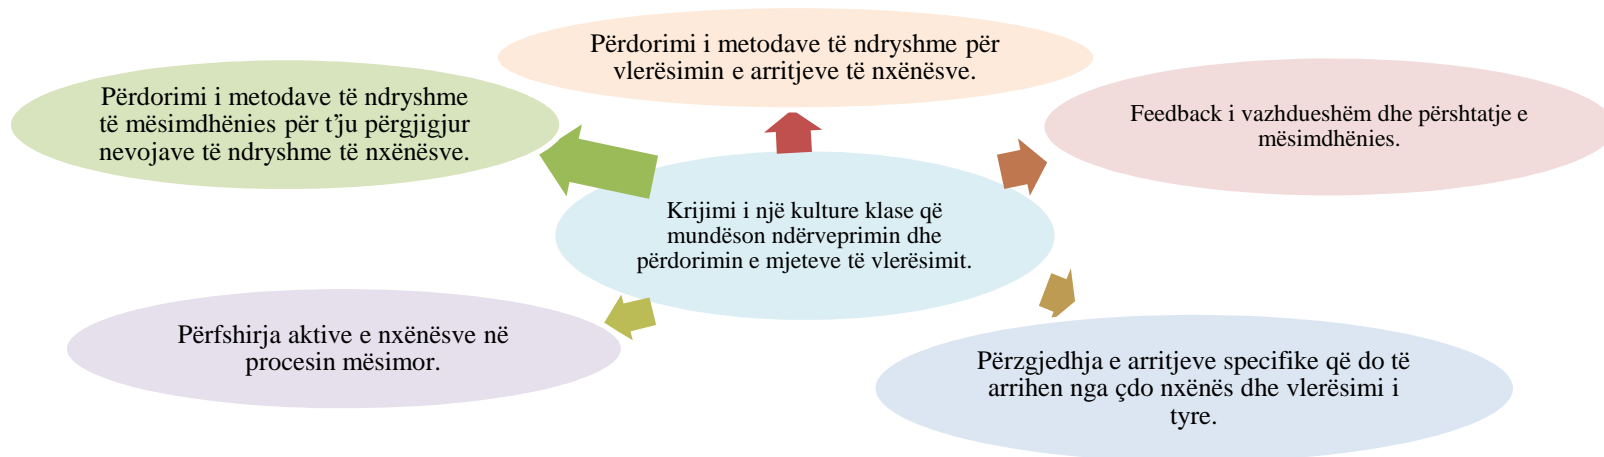 Përdorimi i metodave të ndryshme për
vlerësimin e arritjeve të nxënësve.
Përdorimi i metodave të ndryshme
të mësimdhënies për t'ju përgjigjur
nevojave të ndryshme të nxënësve.
Feedback i vazhdueshëm dhe përshtatje e
mësimdhënies.
Krijimi i një kulture klase që
mundëson ndërveprimin dhe
përdorimin e mjeteve të vlerësimit.
Përfshirja aktive e nxënësve në
procesin mësimor.
Përzgjedhja e arritjeve specifike që do të
arrihen nga çdo nxënës dhe vlerësimi i
tyre.